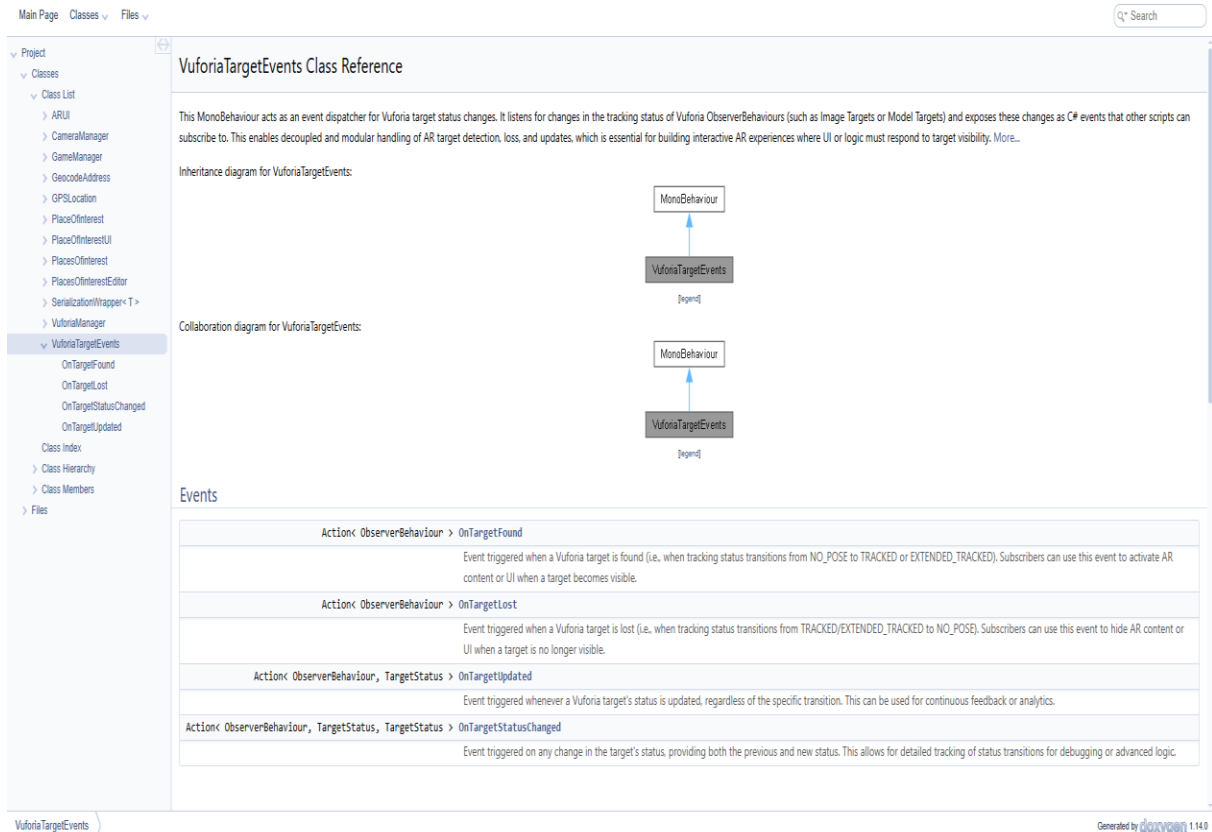 Main Page Classes Files
Search
Project
Classes
Class List
ARUI
CameraManager
GameManager
GeocodeAddress
GPSLocation
PlaceOfInterest
PlaceOfInterestUI
PlacesOfInterest
PlacesOfInterestEditor
SerializationWrapper< T >
VuforiaManager
VuforiaTargetEvents
OnTargetFound
OnTargetLost
OnTargetStatusChanged
OnTargetUpdated
Class Index
Class Hierarchy
Class Members
Files
VuforiaTargetEvents Class Reference
This MonoBehaviour acts as an event dispatcher for Vuforia target status changes. It listens for changes in the tracking status of Vuforia ObserverBehaviours (such as Image Targets or Model Targets) and exposes these changes as C# events that other scripts can
subscribe to. This enables decoupled and modular handling of AR target detection, loss, and updates, which is essential for building interactive AR experiences where UI or logic must respond to target visibility. More...
Inheritance diagram for VuforiaTargetEvents:
MonoBehaviour
VuforiaTargetEvents
[legend]
Collaboration diagram for VuforiaTargetEvents:
MonoBehaviour
VuforiaTargetEvents
[legend]
Events
Action< ObserverBehaviour > OnTargetFound
Event triggered when a Vuforia target is found (i.e., when tracking status transitions from NO_POSE to TRACKED or EXTENDED_TRACKED). Subscribers can use this event to activate AR
content or UI when a target becomes visible.
Action< ObserverBehaviour > OnTargetLost
Event triggered when a Vuforia target is lost (i.e., when tracking status transitions from TRACKED/EXTENDED_TRACKED to NO_POSE). Subscribers can use this event to hide AR content or
UI when a target is no longer visible.
Action< ObserverBehaviour, TargetStatus > OnTargetUpdated
Event triggered whenever a Vuforia target's status is updated, regardless of the specific transition. This can be used for continuous feedback or analytics.
Action< ObserverBehaviour, TargetStatus, TargetStatus > OnTargetStatusChanged
Event triggered on any change in the target's status, providing both the previous and new status. This allows for detailed tracking of status transitions for debugging or advanced logic.
VuforiaTargetEvents
Generated by doxygen 1.14.0